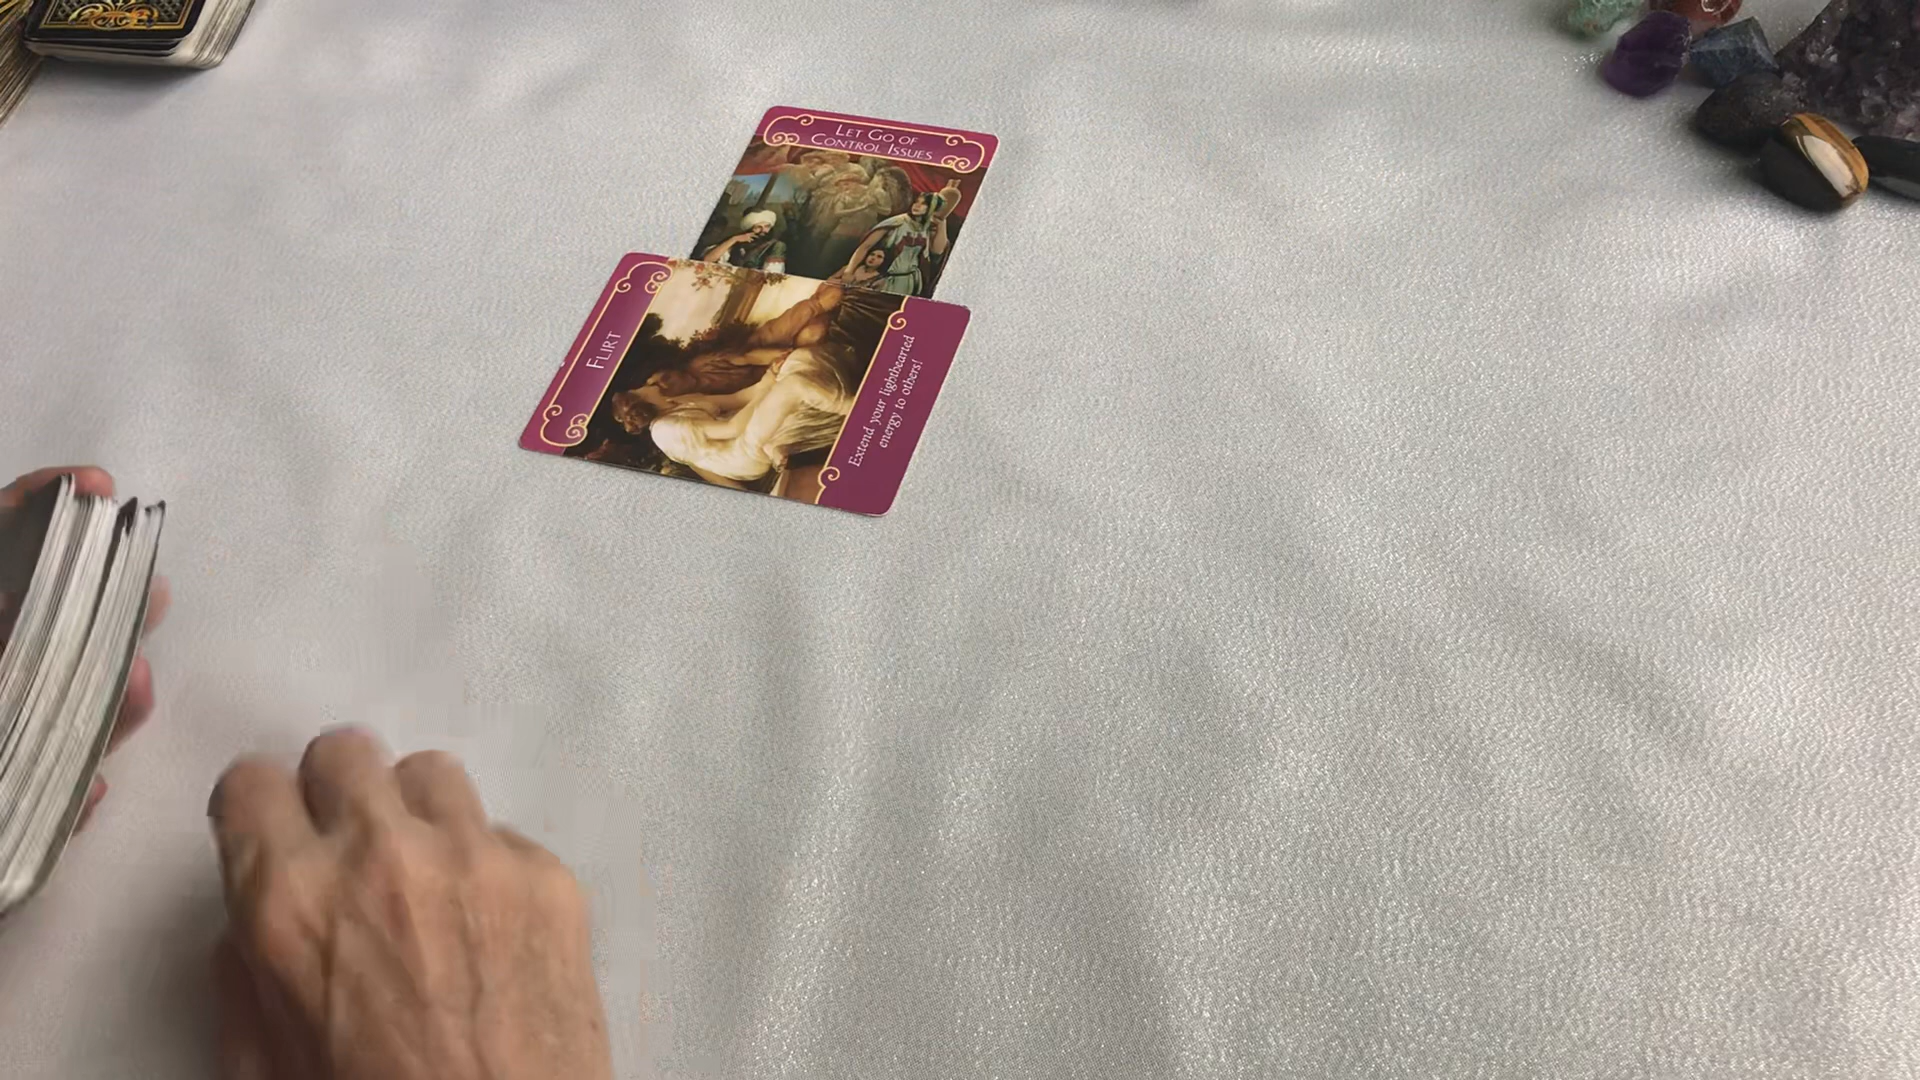 LET GO OF
CONTROL ISSUES
FLIRT
Extend your lighthearted
energy to others!